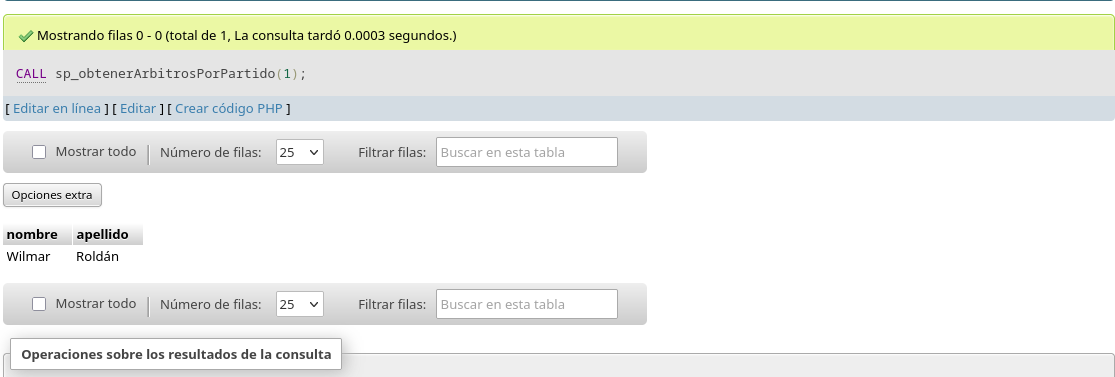 Mostrando filas 0 - 0 (total de 1, La consulta tardó 0.0003 segundos.)
CALL sp_obtenerArbitrosPorPartido(1);
[ Editar en línea ] [ Editar ] [ Crear código PHP ]
Mostrar todo | Número de filas: 25 Filtrar filas: Buscar en esta tabla
Opciones extra
nombre apellido
Wilmar Roldán
Mostrar todo | Número de filas: 25 Filtrar filas: Buscar en esta tabla
Operaciones sobre los resultados de la consulta